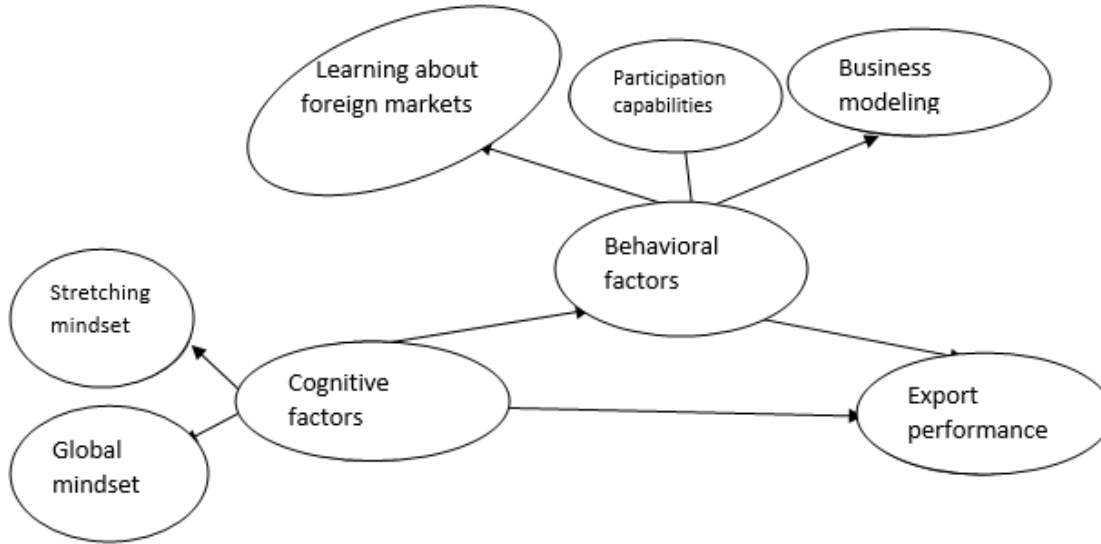 Learning about
foreign markets
Participation
capabilities
Business
modeling
Behavioral
factors
Stretching
mindset
Cognitive
factors
Export
performance
Global
mindset